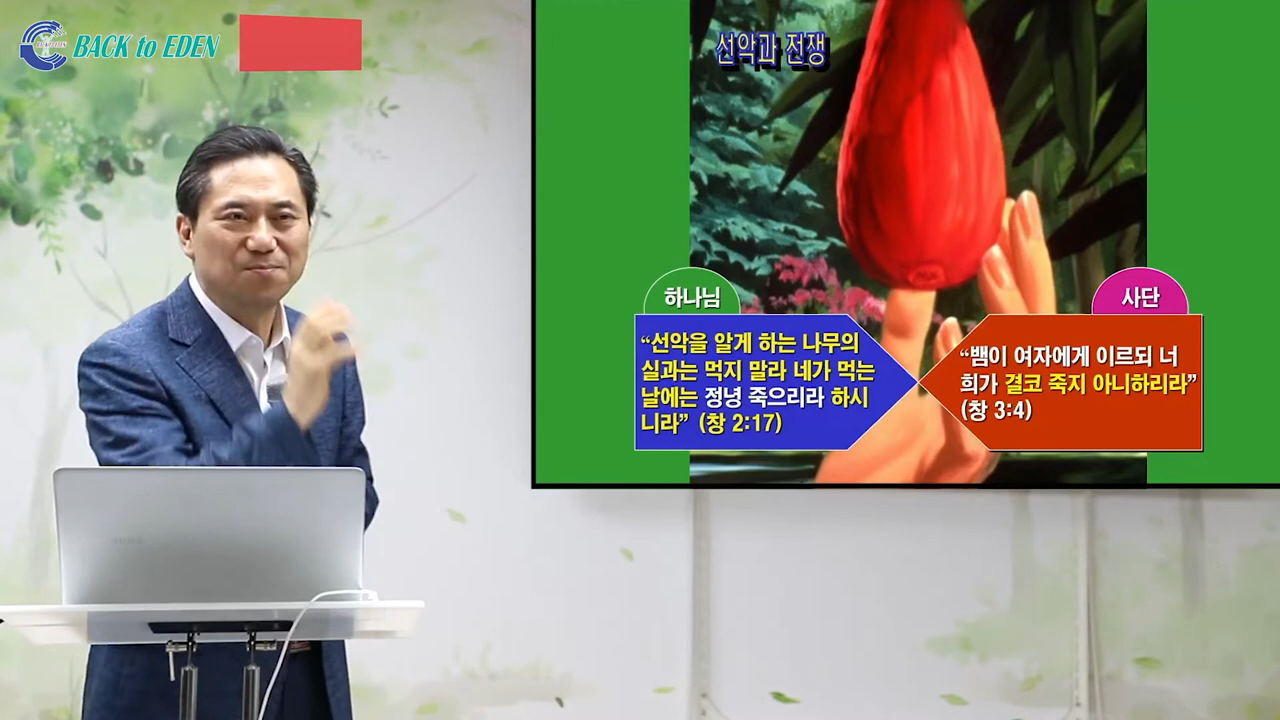 BACK to EDEN
선악과 전쟁
하나님
사단
“선악을 알게 하는 나무의
실과는 먹지 말라 네가 먹는
날에는 정녕 죽으리라 하시
니라” (창 2:17)
“뱀이 여자에게 이르되 너
희가 결코 죽지 아니하리라”
(창 3:4)